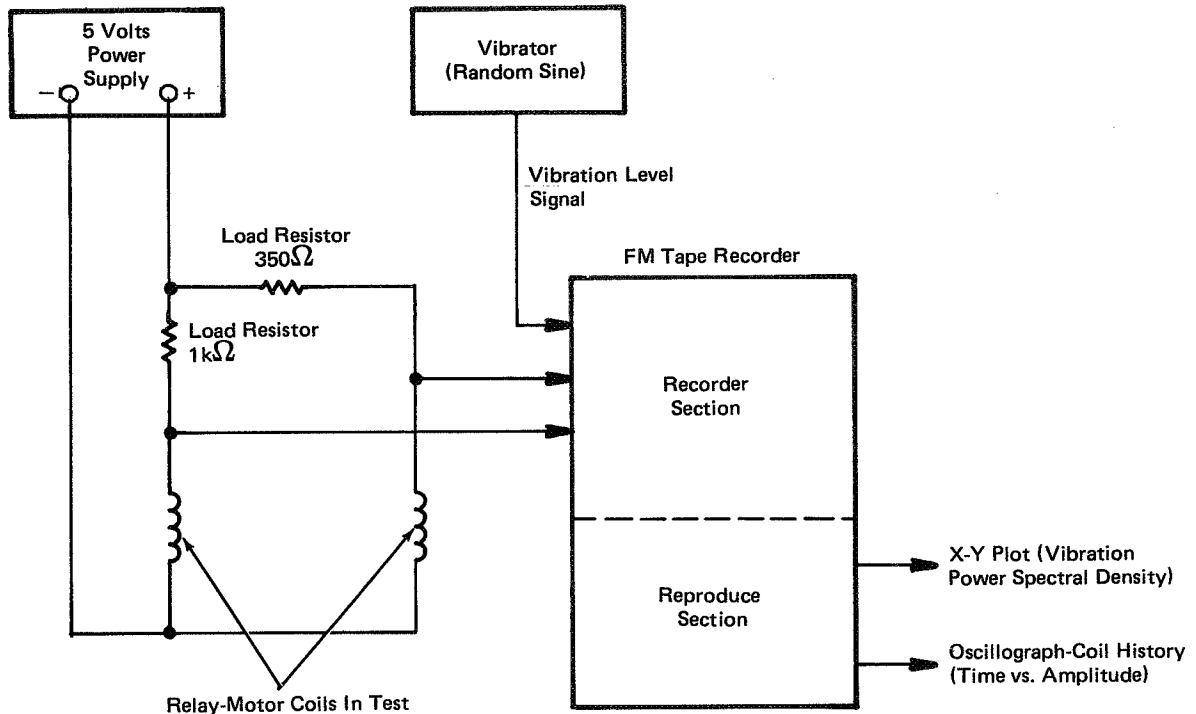 5 Volts
Power
Supply
− +
Vibrator
(Random Sine)
Vibration Level
Signal
Load Resistor
350Ω
FM Tape Recorder
Load Resistor
1kΩ
Recorder
Section
Reproduce
Section
X-Y Plot (Vibration
Power Spectral Density)
Oscillograph-Coil History
(Time vs. Amplitude)
Relay-Motor Coils In Test